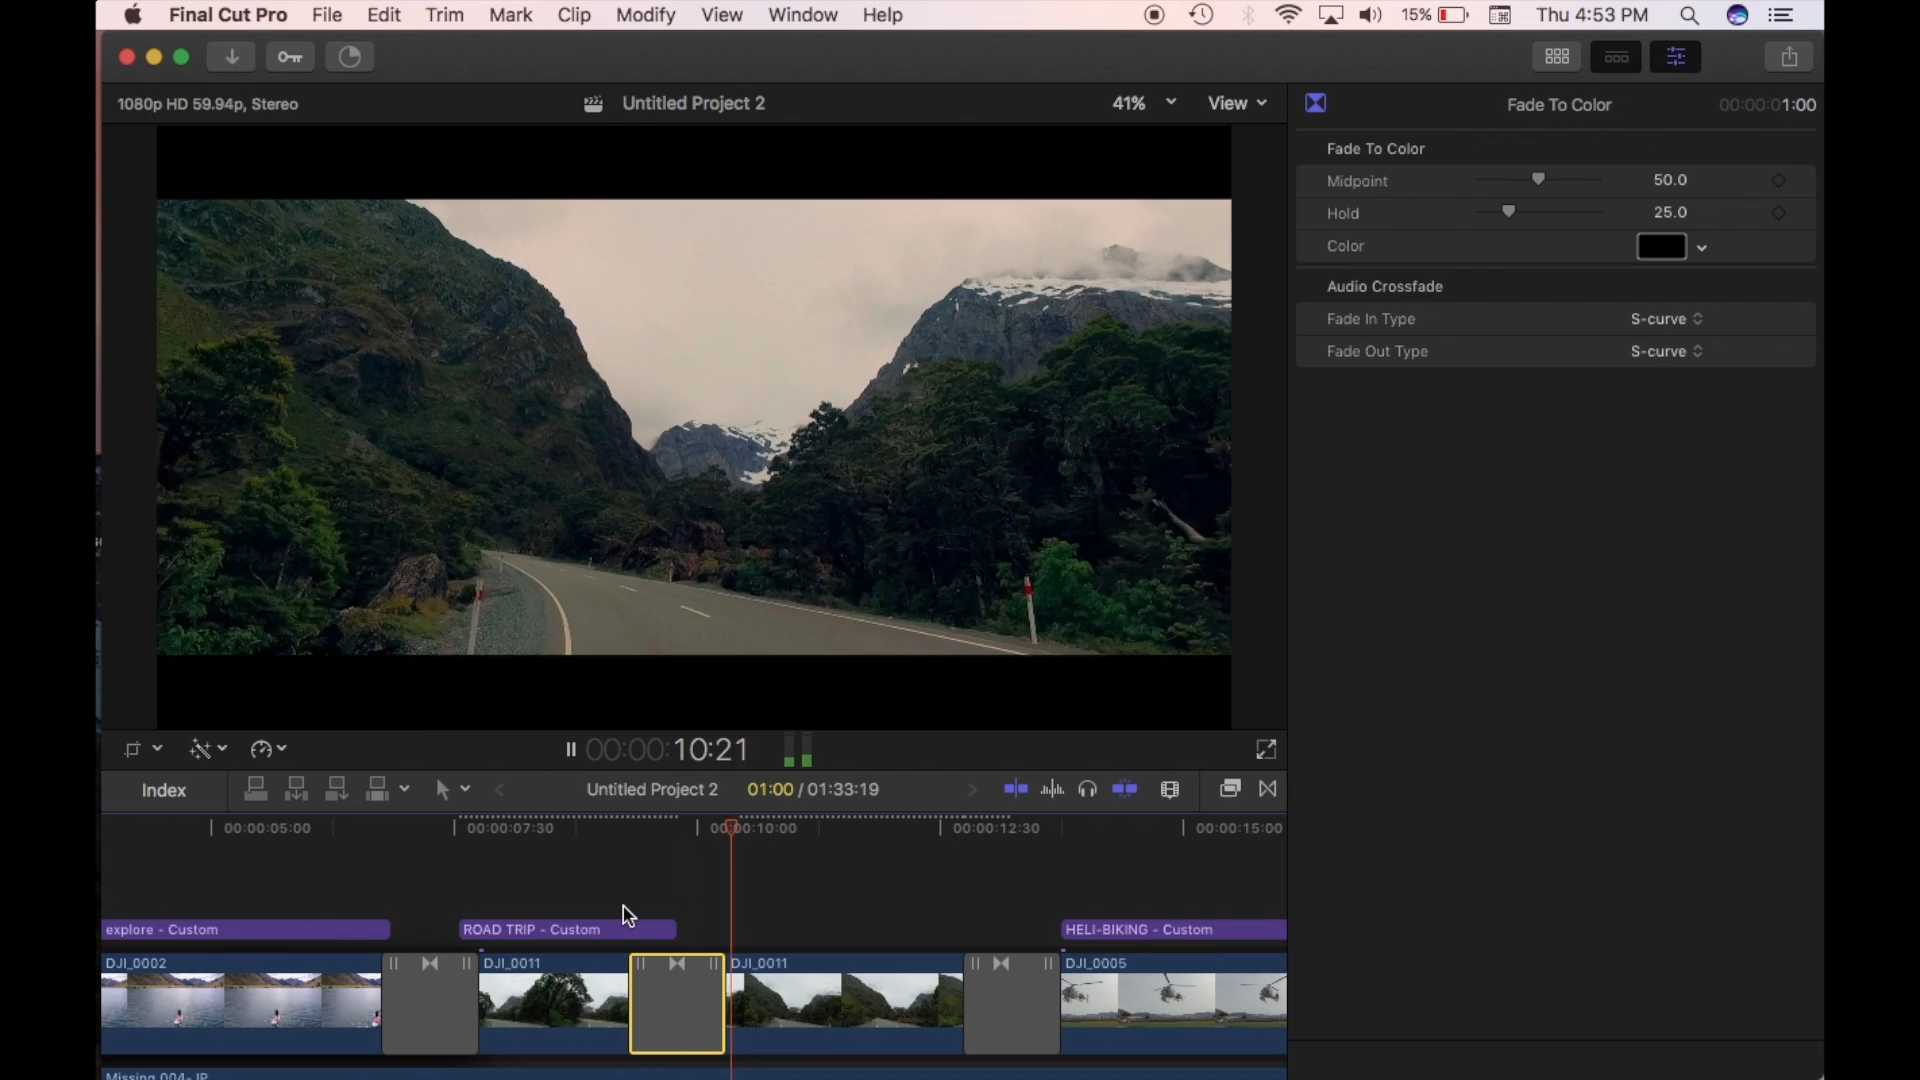 Final Cut Pro File Edit Trim Mark Clip Modify View Window Help 15% Thu 4:53 PM
1080p HD 59.94p, Stereo Untitled Project 2 41% View Fade To Color 00:00:01:00
Fade To Color
Midpoint 50.0
Hold 25.0
Color
Audio Crossfade
Fade In Type S-curve
Fade Out Type S-curve
00:00:10:21
Index Untitled Project 2 01:00 / 01:33:19
00:00:05:00 00:00:07:30 00:00:10:00 00:00:12:30 00:00:15:00
explore - Custom ROAD TRIP - Custom HELI-BIKING - Custom
DJI_0002 DJI_0011 DJI_0011 DJI_0005